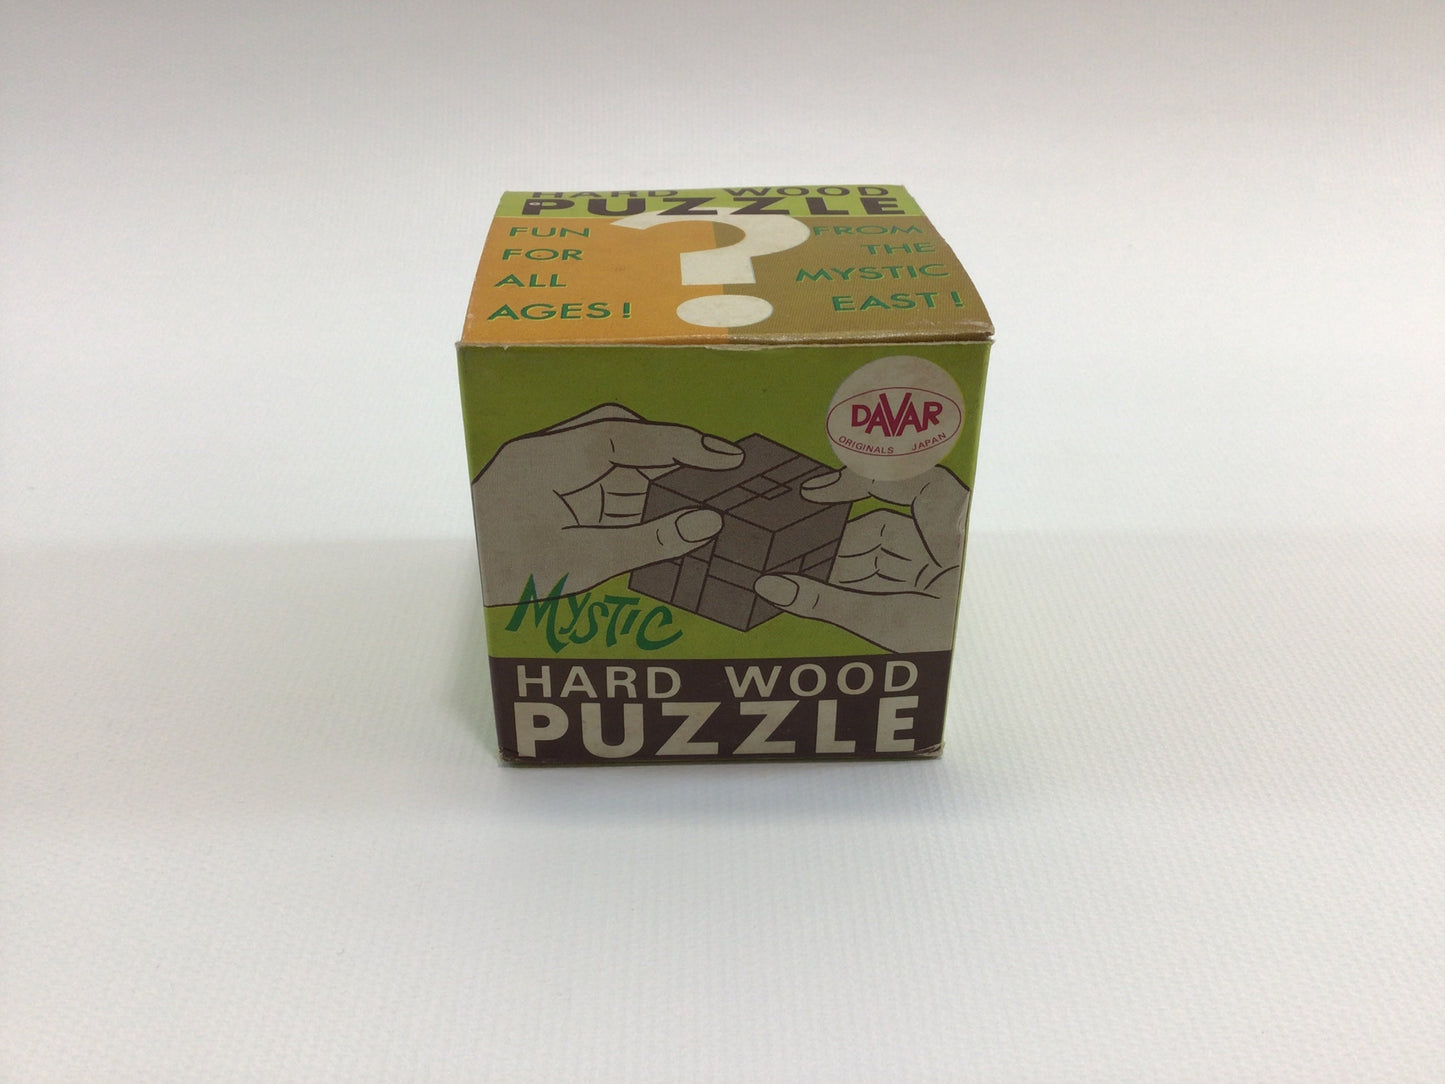 HARD WOOD
PUZZLE
FUN
FOR
ALL
AGES!
?
FROM
THE
MYSTIC
EAST!
DAVAR
ORIGINALS JAPAN
MYSTIC
HARD WOOD
PUZZLE